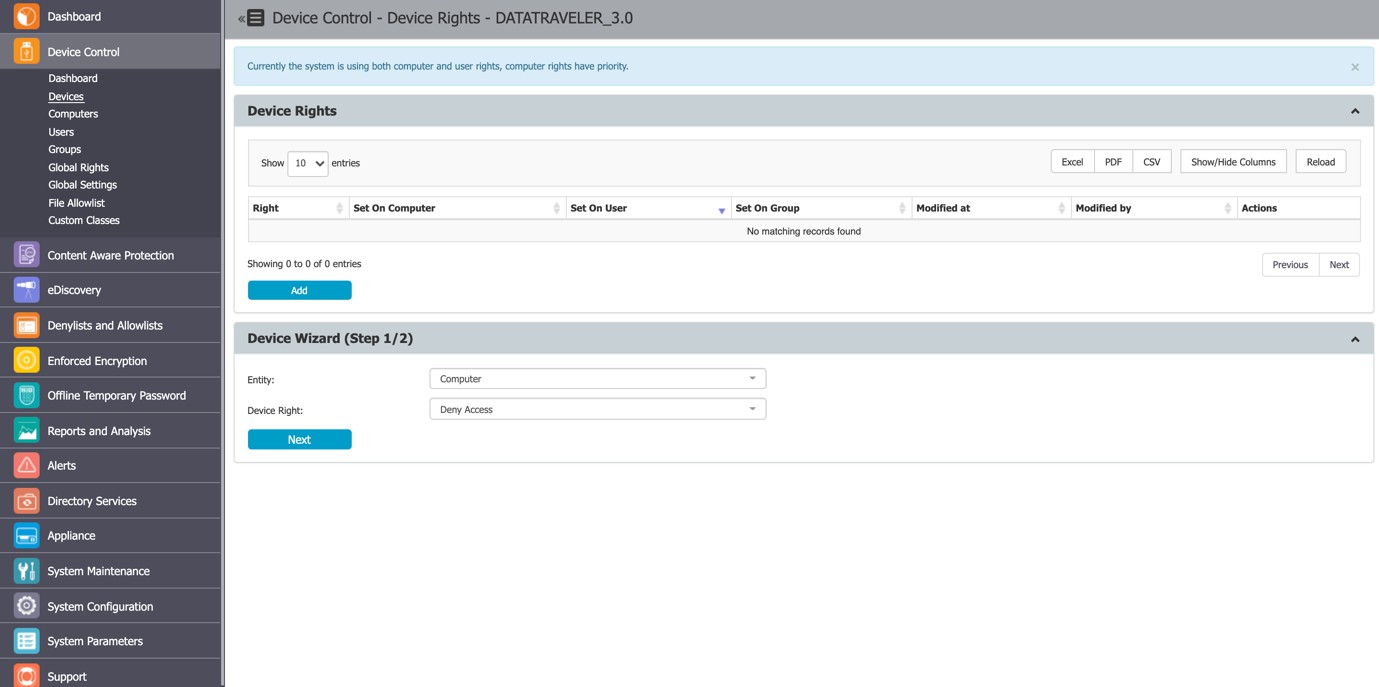 Dashboard
Device Control
Dashboard
Devices
Computers
Users
Groups
Global Rights
Global Settings
File Allowlist
Custom Classes
Content Aware Protection
eDiscovery
Denylists and Allowlists
Enforced Encryption
Offline Temporary Password
Reports and Analysis
Alerts
Directory Services
Appliance
System Maintenance
System Configuration
System Parameters
Support
« Device Control - Device Rights - DATATRAVELER_3.0
Currently the system is using both computer and user rights, computer rights have priority. ×
Device Rights
Show 10 entries Excel PDF CSV Show/Hide Columns Reload
Right Set On Computer Set On User Set On Group Modified at Modified by Actions
No matching records found
Showing 0 to 0 of 0 entries Previous Next
Add
Device Wizard (Step 1/2)
Entity: Computer
Device Right: Deny Access
Next